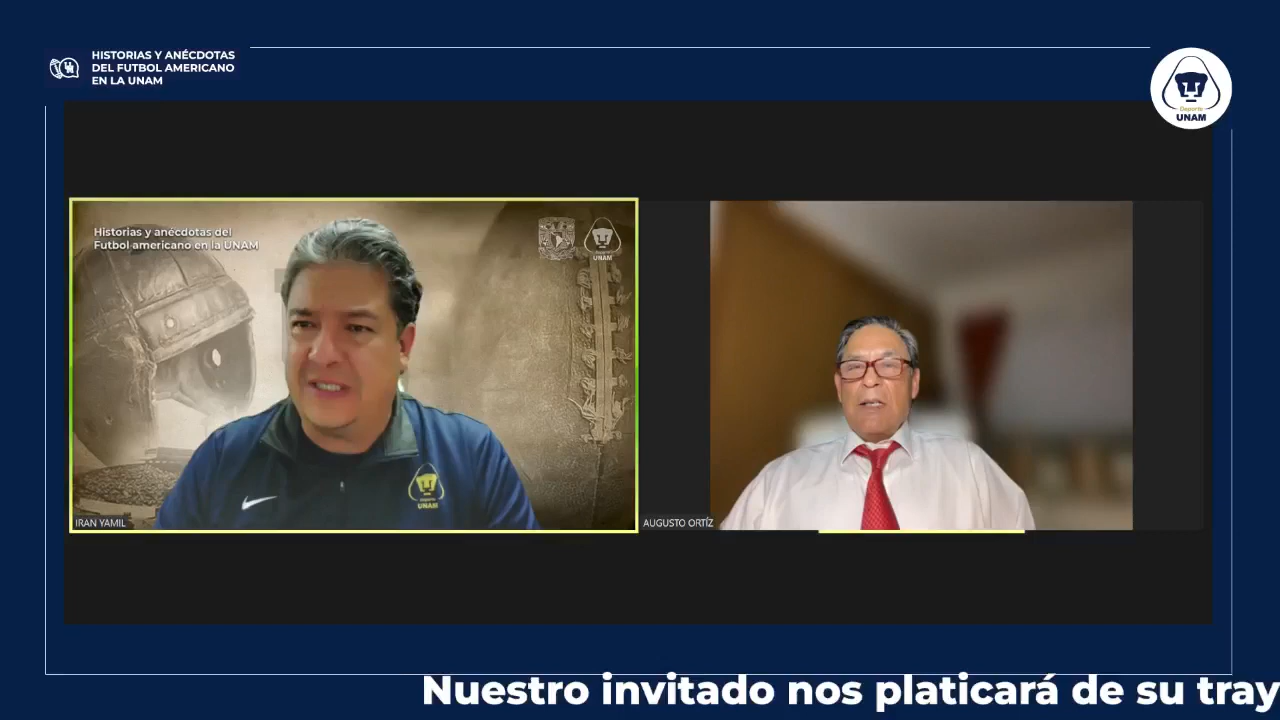 HISTORIAS Y ANÉCDOTAS
DEL FUTBOL AMERICANO
EN LA UNAM
Deporte
UNAM
Historias y anécdotas del
Futbol americano en la UNAM
UNAM
Deporte
UNAM
IRAN YAMIL
AUGUSTO ORTÍZ
Nuestro invitado nos platicará de su tray